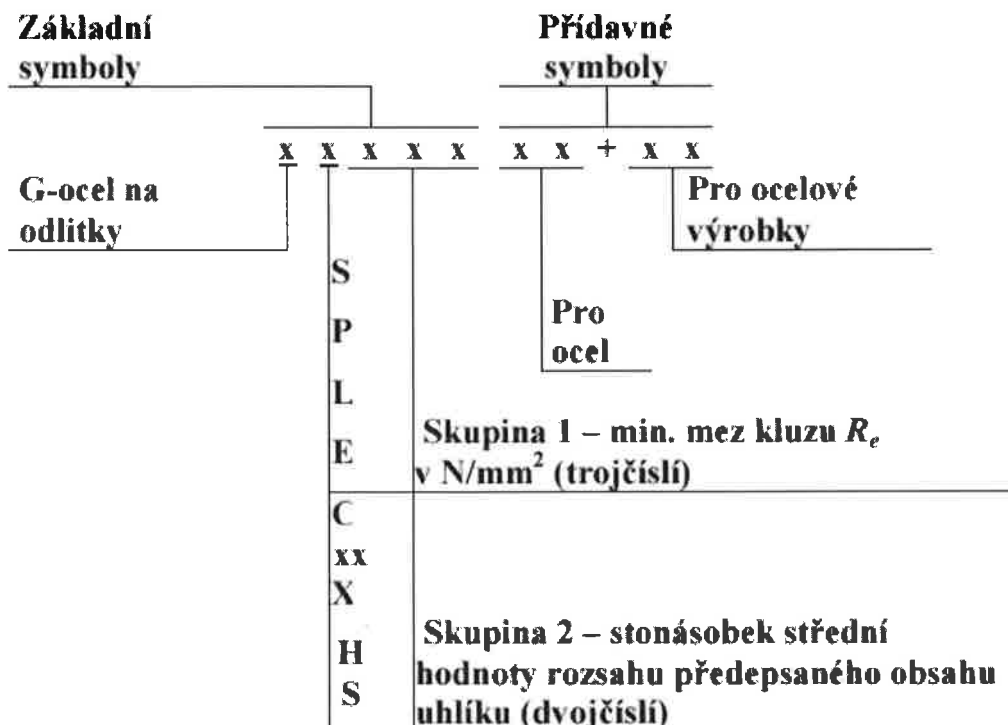 Základní
symboly
Přídavné
symboly
x x x x x x x + x x
G-ocel na
odlitky
Pro ocelové
výrobky
S
P
L
E
Pro
ocel
Skupina 1 – min. mez kluzu Re
v N/mm² (trojčíslí)
C
xx
X
H
S
Skupina 2 – stonásobek střední
hodnoty rozsahu předepsaného obsahu
uhlíku (dvojčíslí)